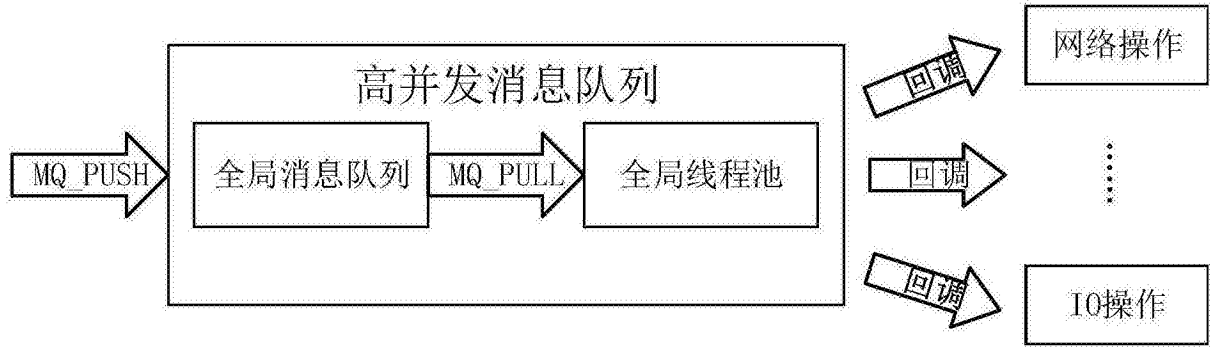 高并发消息队列
MQ_PUSH
全局消息队列
MQ_PULL
全局线程池
回调
网络操作
回调
......
回调
IO操作